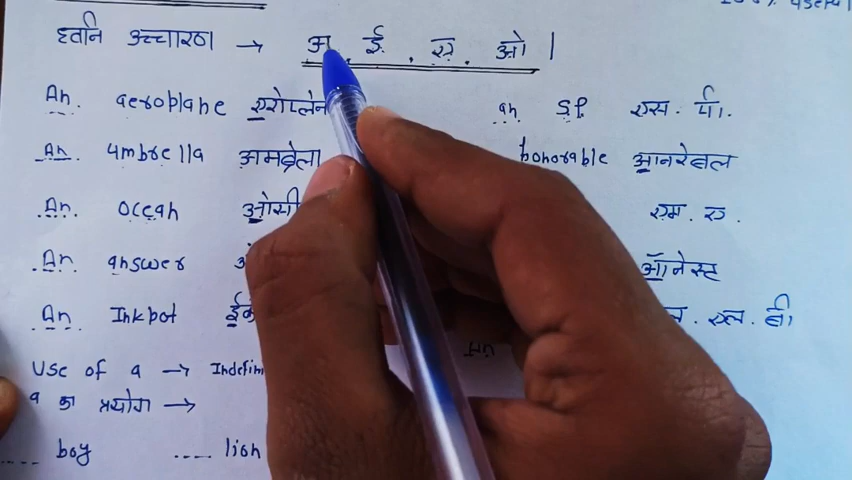 ध्वनि उच्चारण → अ . ई . ए . ओ |
An. aeroplane एरोप्लेन an S.P. एस. पी.
An. umbrella अमब्रेला honorable आनरेबल
An. Ocean ओसी एम. ए.
An. answer ऑनेस्ट
An. Inkpot एल. बी
Use of a → Indefin
a का प्रयोग →
.... boy .... lion